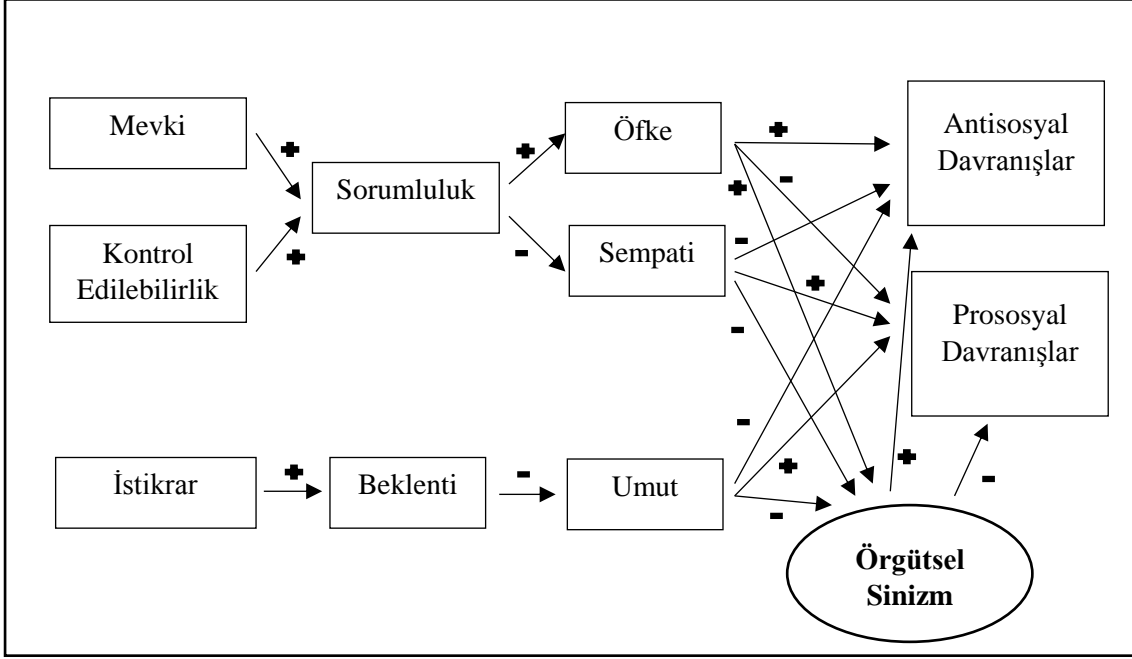 Mevki
Kontrol
Edilebilirlik
Sorumluluk
Öfke
Sempati
Antisosyal
Davranışlar
Prososyal
Davranışlar
İstikrar
Beklenti
Umut
Örgütsel
Sinizm
+
+
+
-
+
-
+
-
+
-
-
+
-
+
-
+
-